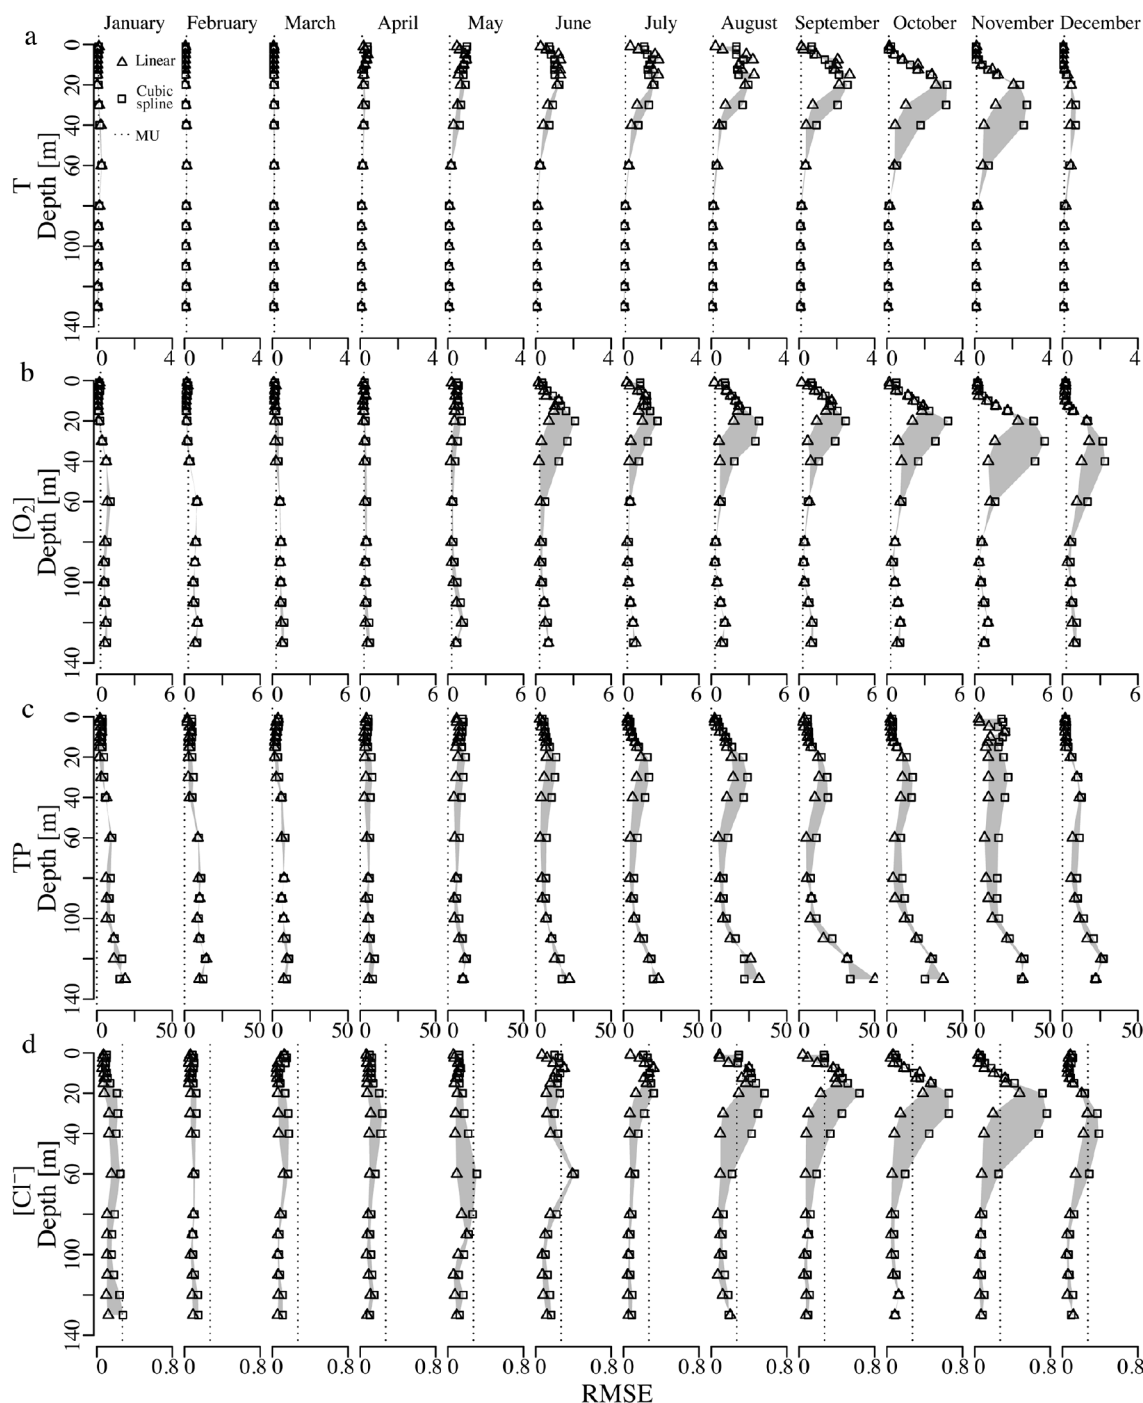 January February March April May June July August September October November December
a
Linear
Cubic
spline
MU
T
Depth [m]
0 20 40 60 100 140
0 4 0 4 0 4 0 4 0 4 0 4 0 4 0 4 0 4 0 4 0 4 0 4
b
[O₂]
Depth [m]
0 20 40 60 100 140
0 6 0 6 0 6 0 6 0 6 0 6 0 6 0 6 0 6 0 6 0 6 0 6
c
TP
Depth [m]
0 20 40 60 100 140
0 50 0 50 0 50 0 50 0 50 0 50 0 50 0 50 0 50 0 50 0 50 0 50
d
[Cl⁻]
Depth [m]
0 20 40 60 100 140
0 0.8 0 0.8 0 0.8 0 0.8 0 0.8 0 0.8 0 0.8 0 0.8 0 0.8 0 0.8 0 0.8 0 0.8
RMSE